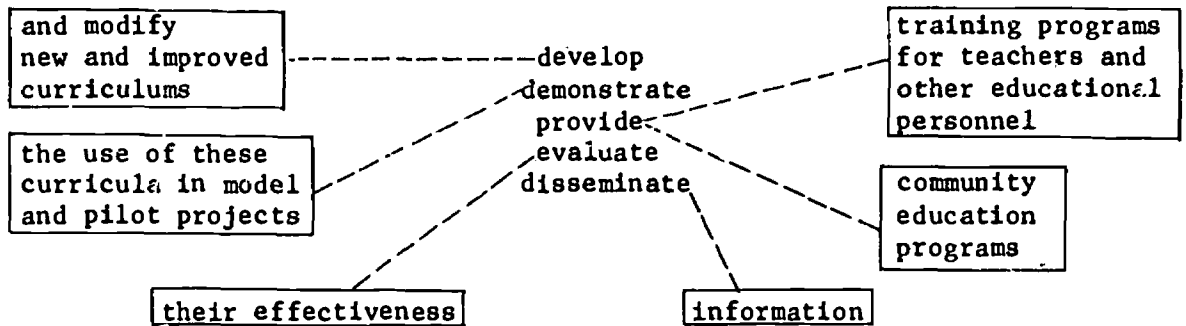 and modify
new and improved
curriculums
develop
demonstrate
provide
evaluate
disseminate
training programs
for teachers and
other educational
personnel
the use of these
curricula in model
and pilot projects
community
education
programs
their effectiveness
information